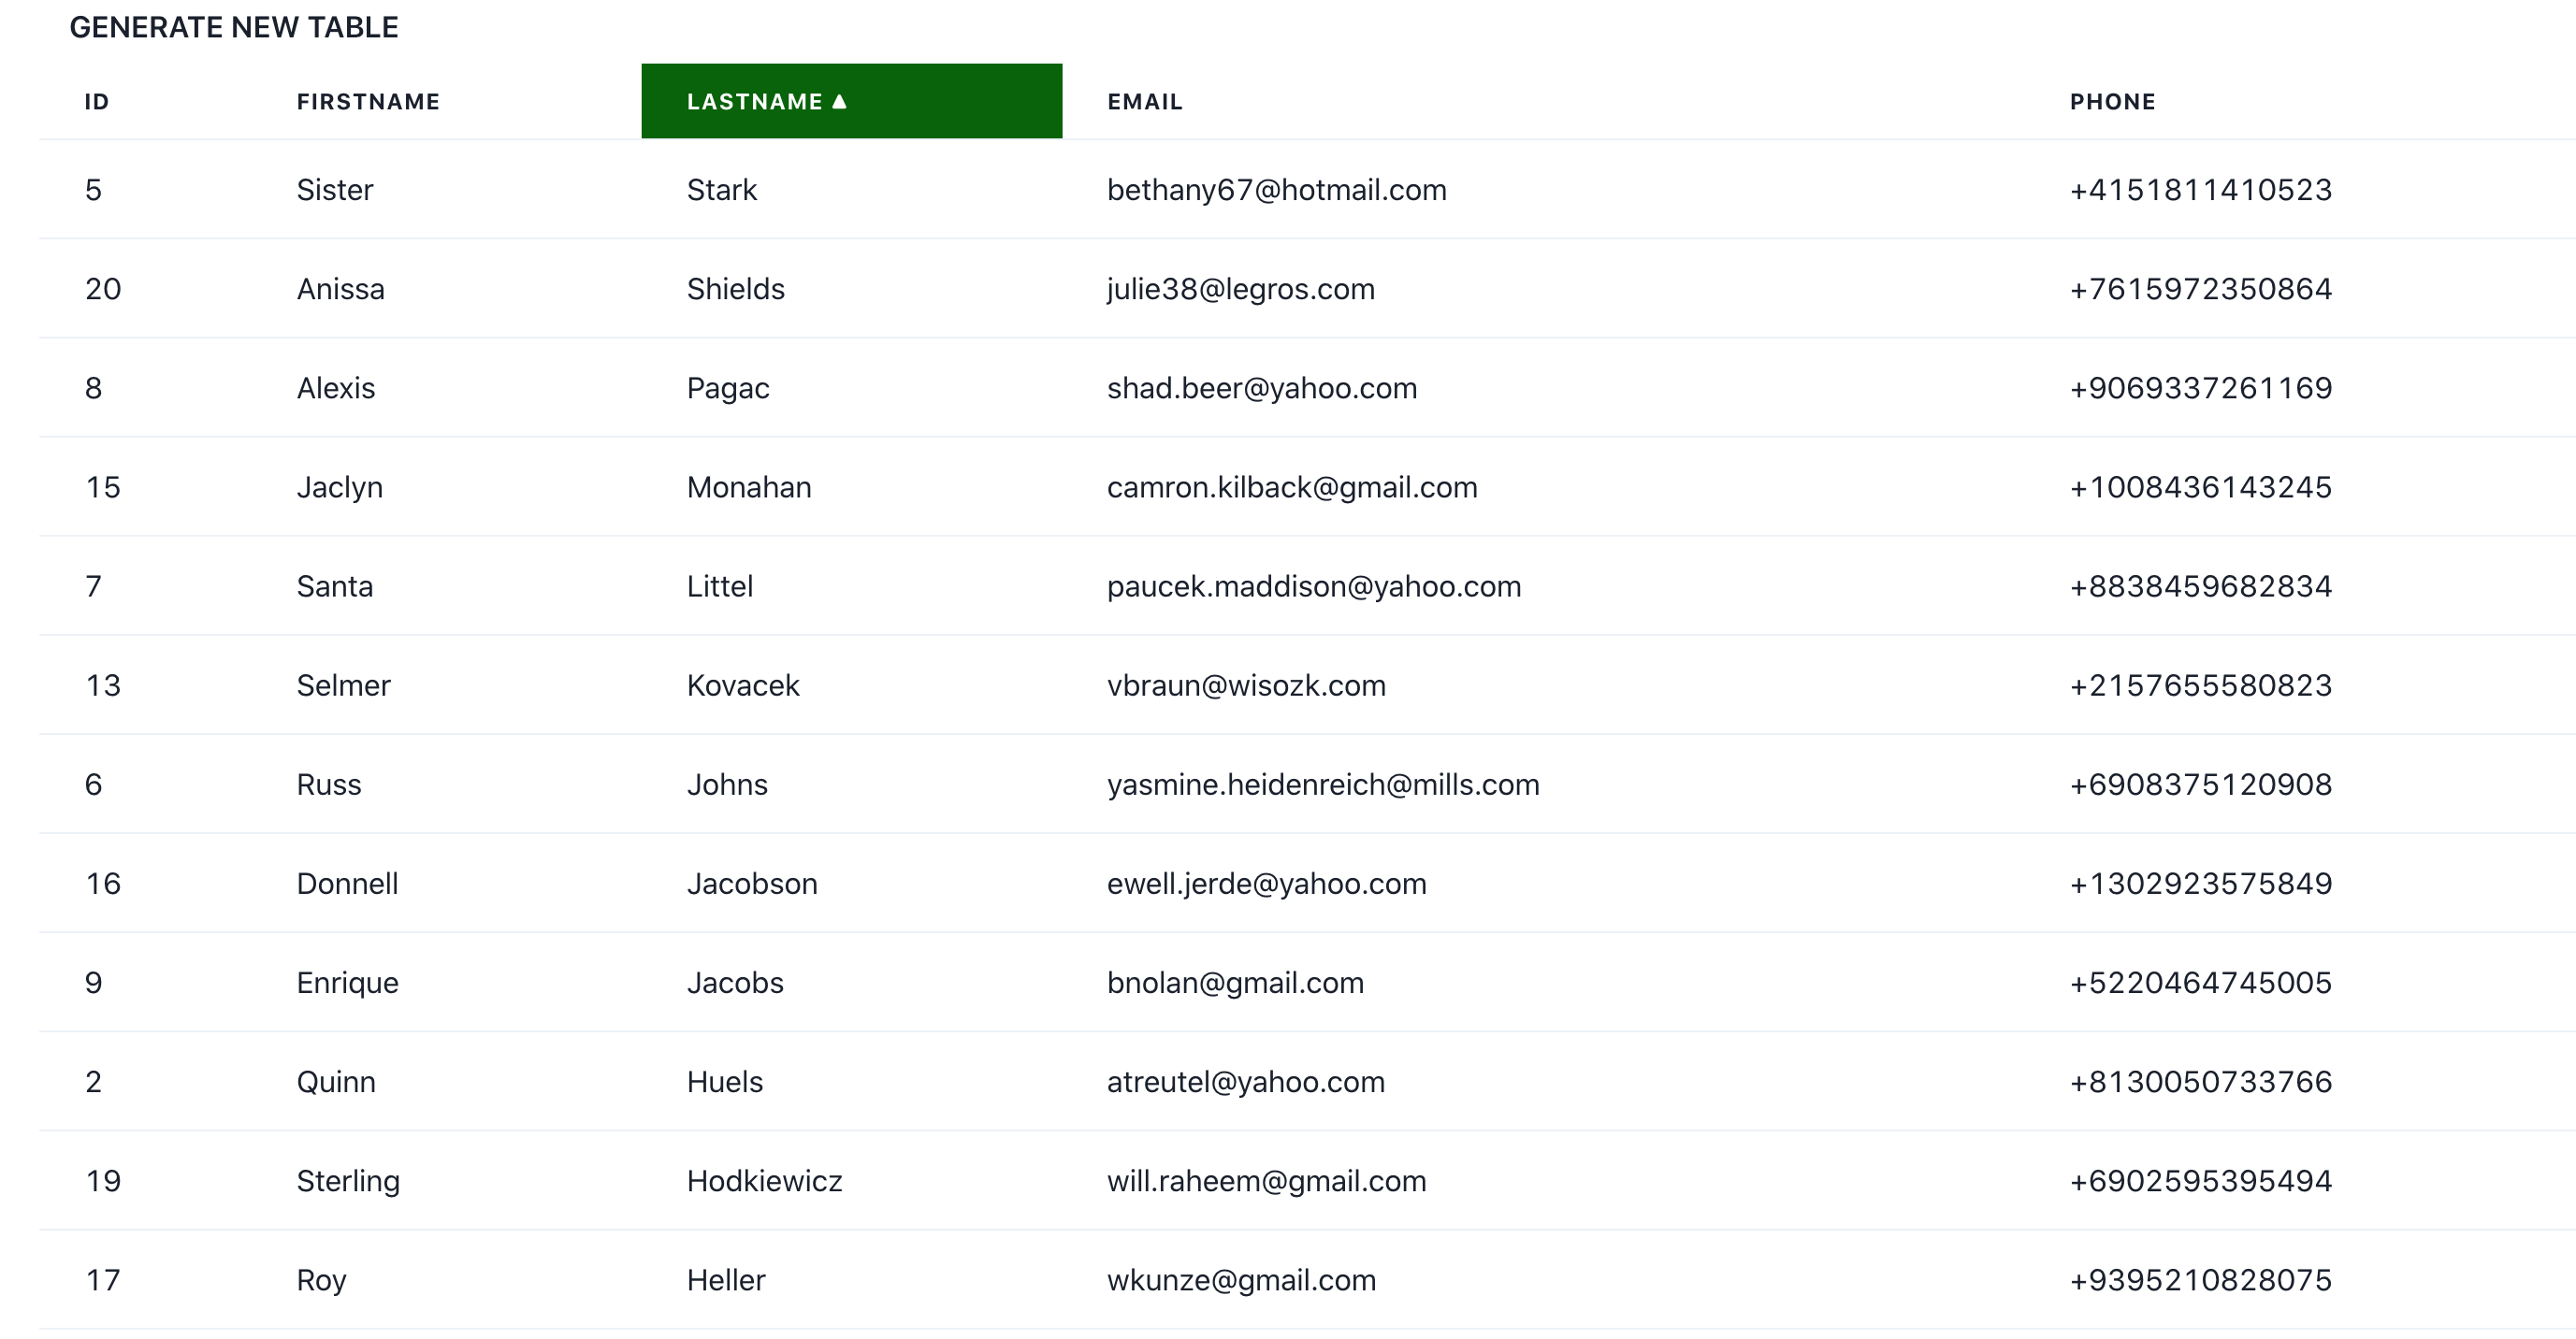 GENERATE NEW TABLE
ID FIRSTNAME LASTNAME ▲ EMAIL PHONE
5 Sister Stark bethany67@hotmail.com +4151811410523
20 Anissa Shields julie38@legros.com +7615972350864
8 Alexis Pagac shad.beer@yahoo.com +9069337261169
15 Jaclyn Monahan camron.kilback@gmail.com +1008436143245
7 Santa Littel paucek.maddison@yahoo.com +8838459682834
13 Selmer Kovacek vbraun@wisozk.com +2157655580823
6 Russ Johns yasmine.heidenreich@mills.com +6908375120908
16 Donnell Jacobson ewell.jerde@yahoo.com +1302923575849
9 Enrique Jacobs bnolan@gmail.com +5220464745005
2 Quinn Huels atreutel@yahoo.com +8130050733766
19 Sterling Hodkiewicz will.raheem@gmail.com +6902595395494
17 Roy Heller wkunze@gmail.com +9395210828075